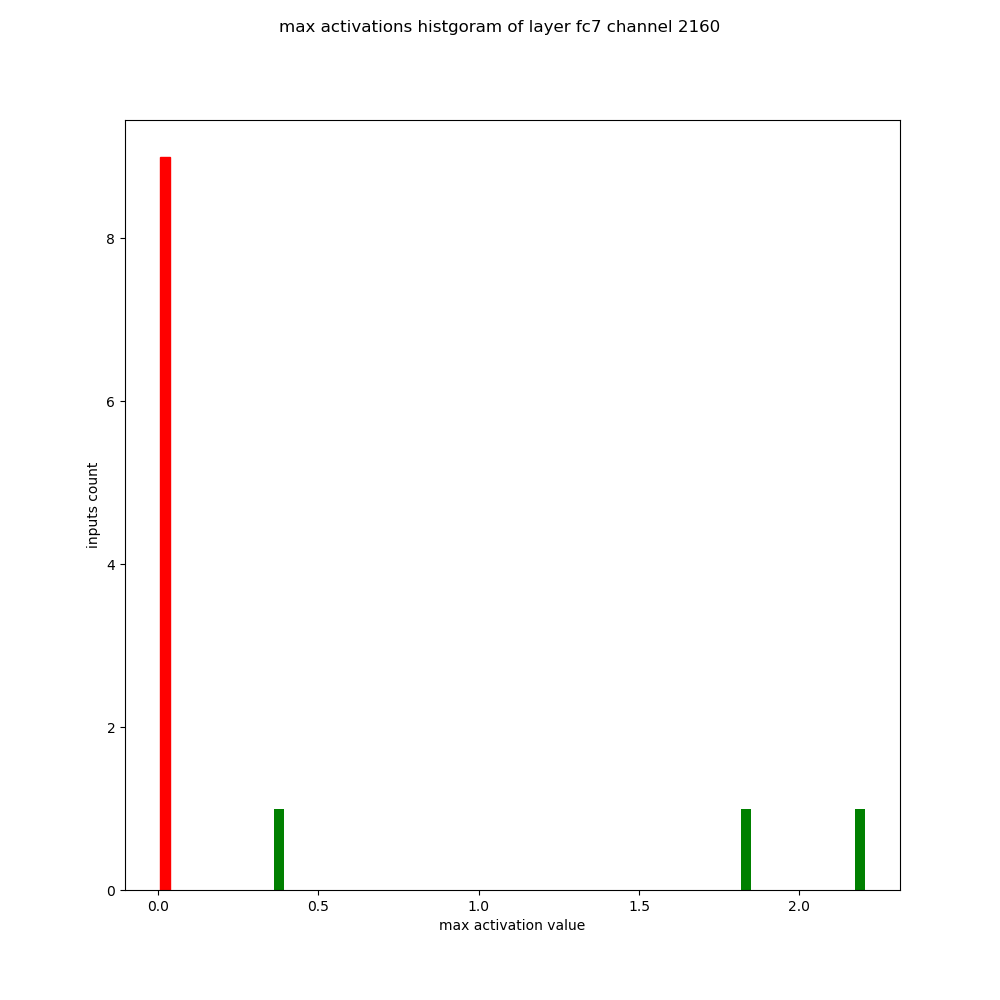 max activations histgoram of layer fc7 channel 2160
8
6
4
2
0
inputs count
0.0 0.5 1.0 1.5 2.0
max activation value